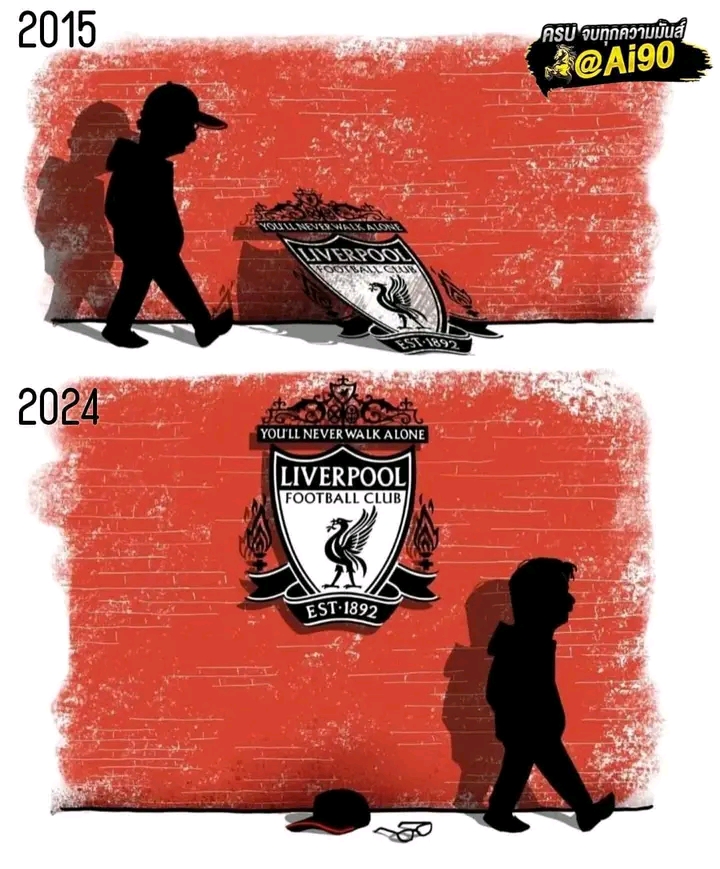 2015
ครบ จบทุกความมันส์
@Ai90
YOU'LL NEVER WALK ALONE
LIVERPOOL
FOOTBALL CLUB
EST·1892
2024
YOU'LL NEVER WALK ALONE
LIVERPOOL
FOOTBALL CLUB
EST·1892